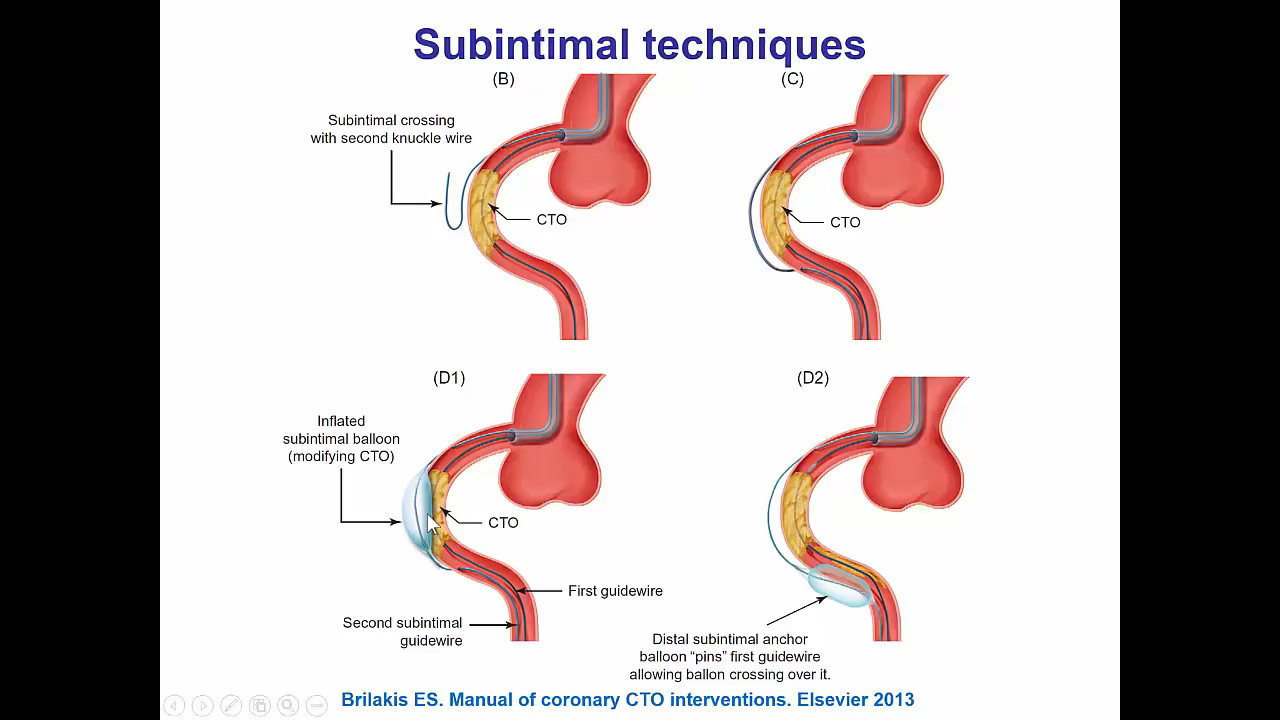 Subintimal techniques
(B)
(C)
Subintimal crossing
with second knuckle wire
CTO
CTO
(D1)
(D2)
Inflated
subintimal balloon
(modifying CTO)
CTO
First guidewire
Second subintimal
guidewire
Distal subintimal anchor
balloon “pins” first guidewire
allowing ballon crossing over it.
Brilakis ES. Manual of coronary CTO interventions. Elsevier 2013